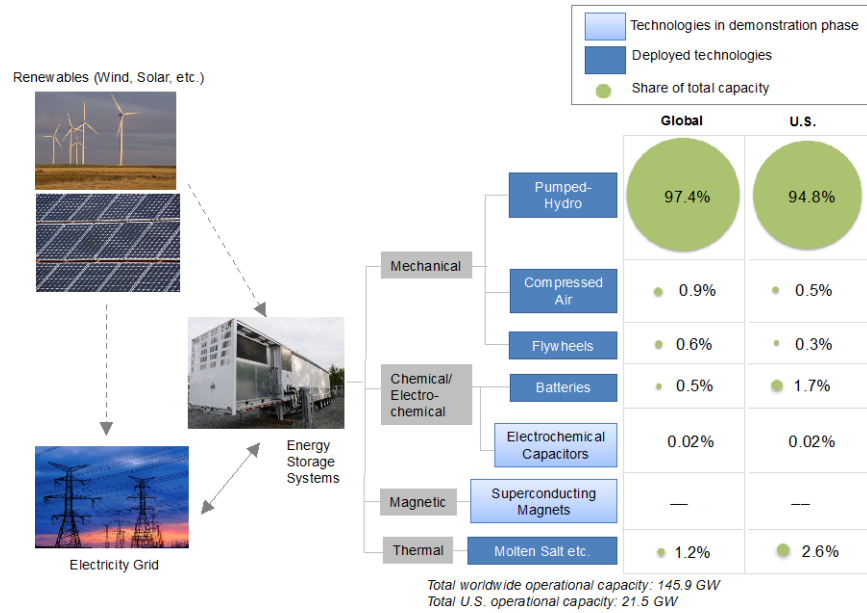 Technologies in demonstration phase
Deployed technologies
Share of total capacity
Renewables (Wind, Solar, etc.)
Global
U.S.
Pumped-
Hydro
97.4%
94.8%
Mechanical
Compressed
Air
0.9%
0.5%
Flywheels
0.6%
0.3%
Chemical/
Electro-
chemical
Batteries
0.5%
1.7%
Electrochemical
Capacitors
0.02%
0.02%
Energy
Storage
Systems
Magnetic
Superconducting
Magnets
—
—
Thermal
Molten Salt etc.
1.2%
2.6%
Electricity Grid
Total worldwide operational capacity: 145.9 GW
Total U.S. operational capacity: 21.5 GW